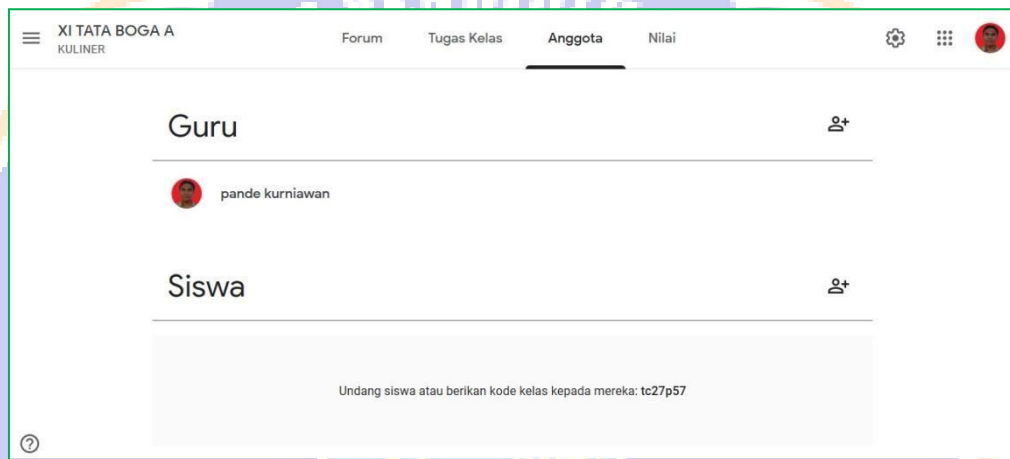 XI TATA BOGA A
KULINER
Forum Tugas Kelas Anggota Nilai
Guru
pande kurniawan
Siswa
Undang siswa atau berikan kode kelas kepada mereka: tc27p57